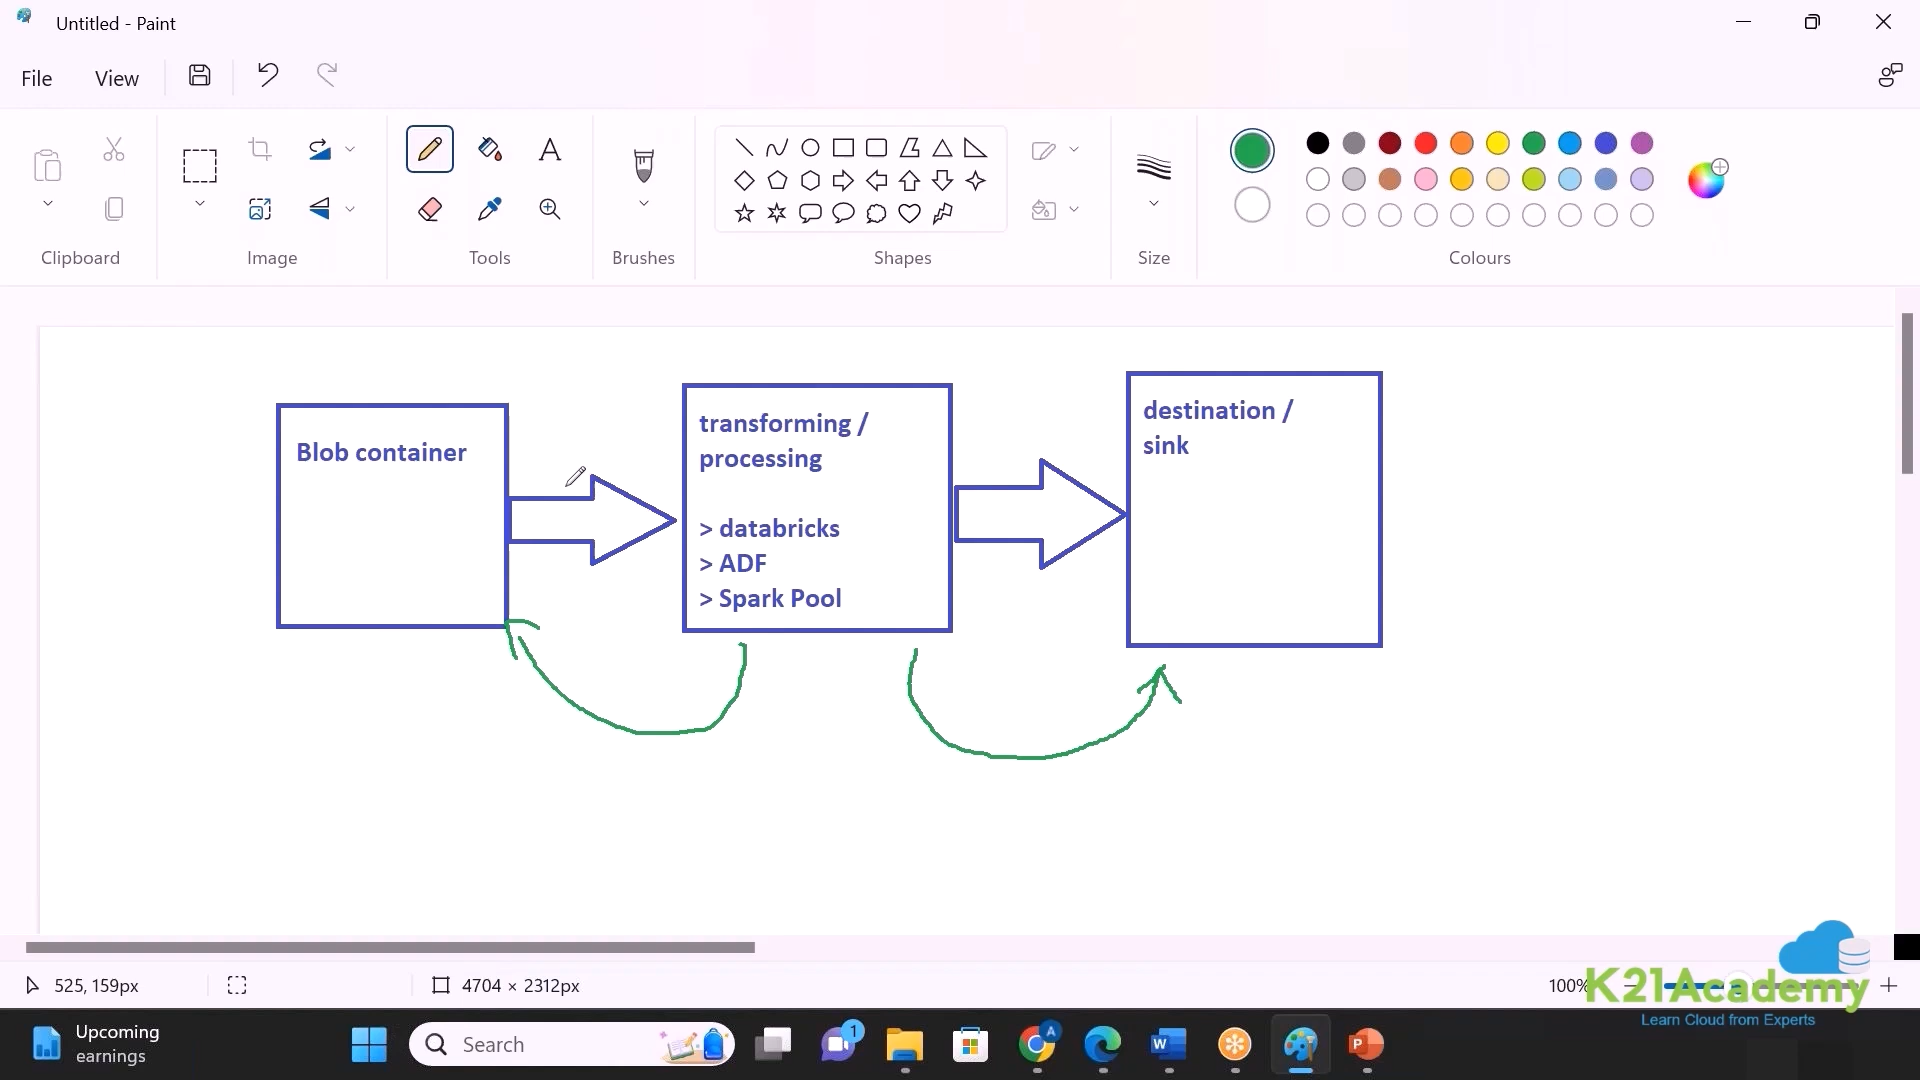 Untitled - Paint
File
View
Clipboard
Image
Tools
Brushes
Shapes
Size
Colours
Blob container
transforming /
processing
> databricks
> ADF
> Spark Pool
destination /
sink
525, 159px
4704 × 2312px
100%
K21Academy
Learn Cloud from Experts
Upcoming
earnings
Search
1
A
W
P